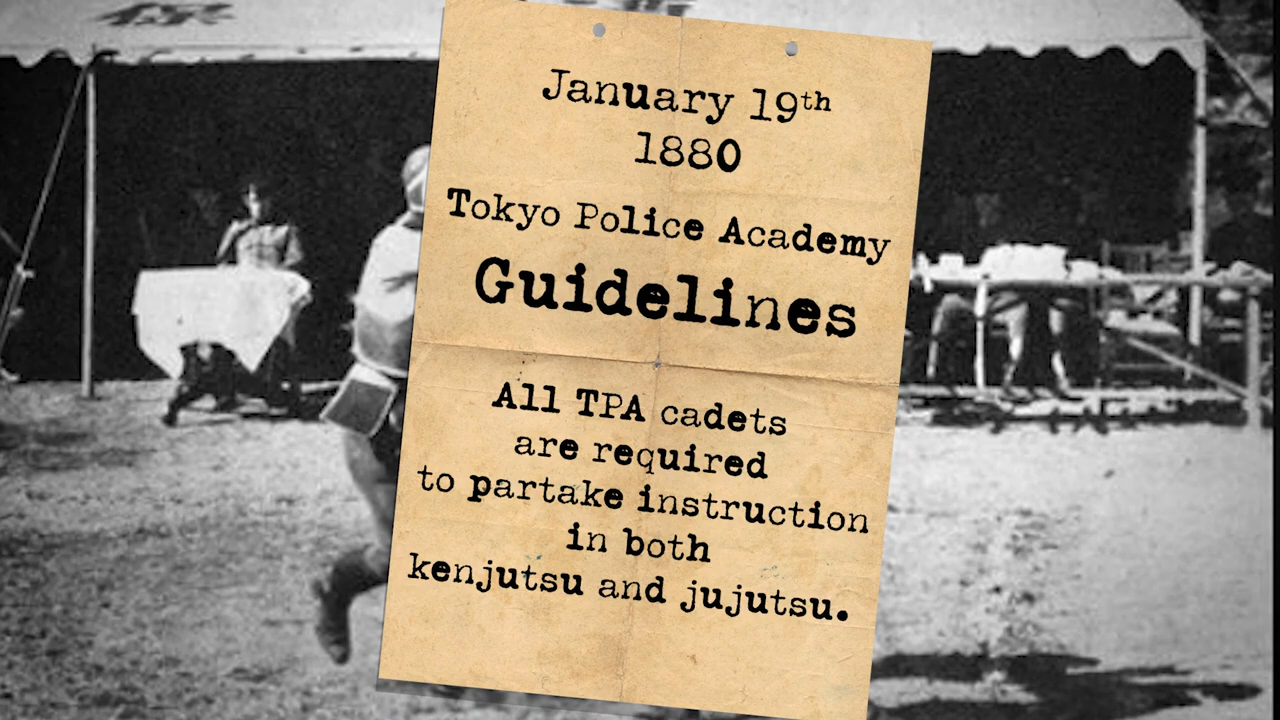 January 19th
1880
Tokyo Police Academy
Guidelines
All TPA cadets
are required
to partake instruction
in both
kenjutsu and jujutsu.